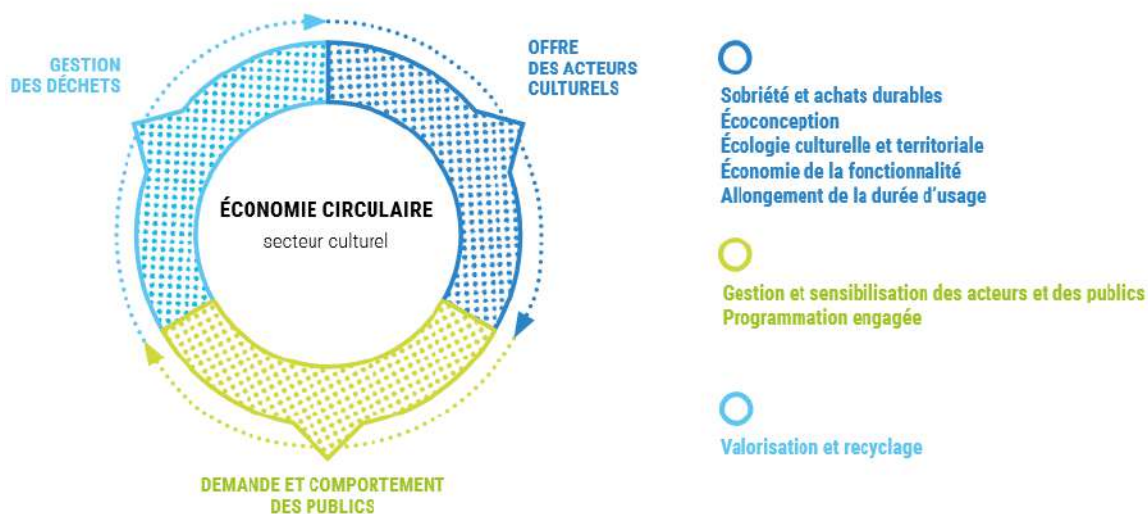 GESTION
DES DÉCHETS
OFFRE
DES ACTEURS
CULTURELS
ÉCONOMIE CIRCULAIRE
secteur culturel
DEMANDE ET COMPORTEMENT
DES PUBLICS
Sobriété et achats durables
Écoconception
Écologie culturelle et territoriale
Économie de la fonctionnalité
Allongement de la durée d'usage
Gestion et sensibilisation des acteurs et des publics
Programmation engagée
Valorisation et recyclage